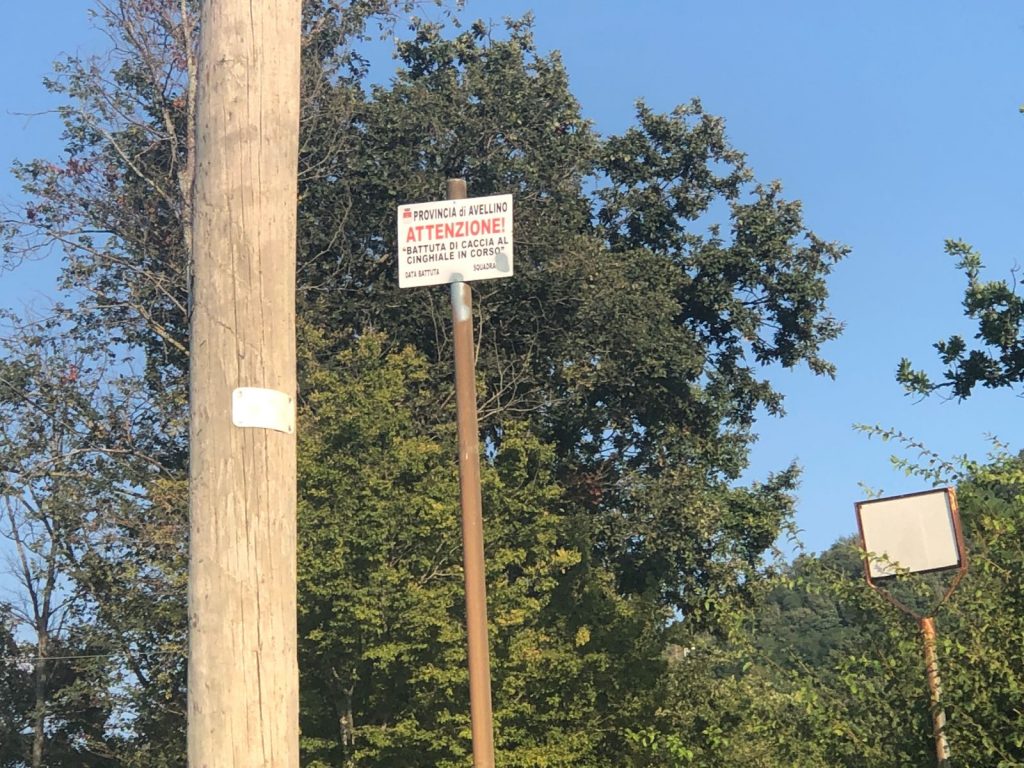 PROVINCIA di AVELLINO
ATTENZIONE!
"BATTUTA DI CACCIA AL
CINGHIALE IN CORSO"
DATA BATTUTA SQUADRA